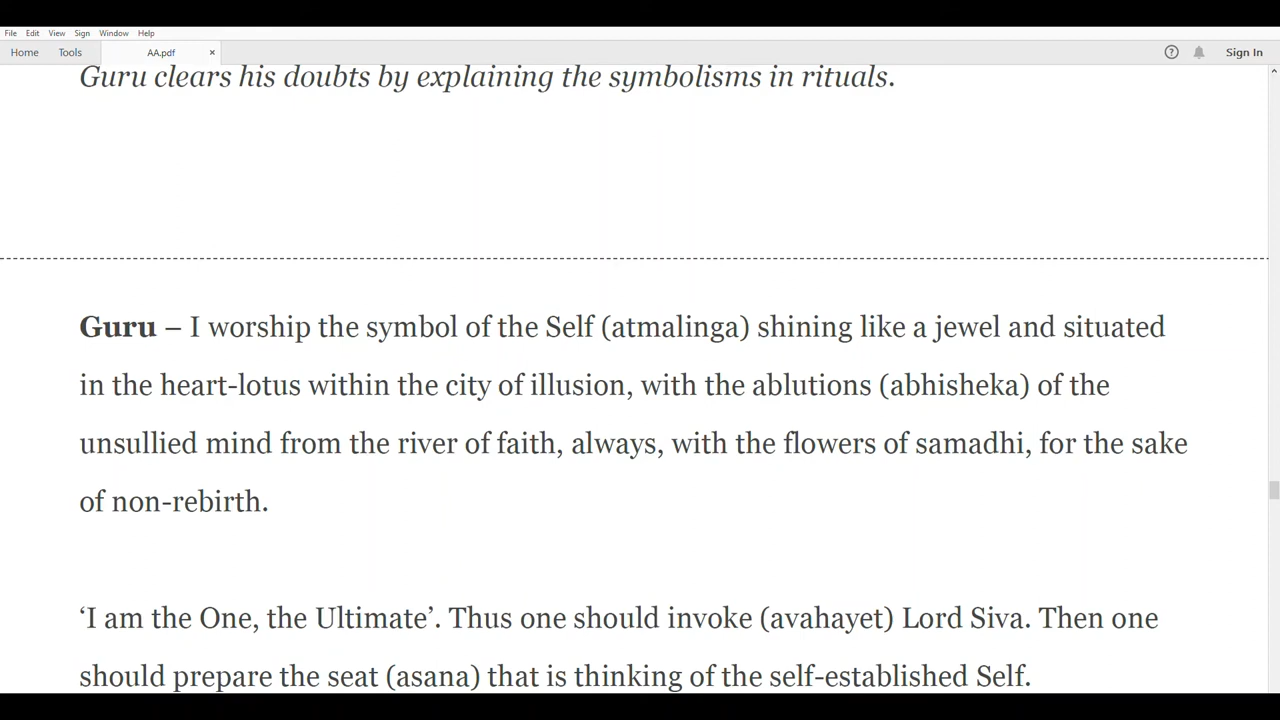 File Edit View Sign Window Help
Home Tools AA.pdf × ? Sign In
Guru clears his doubts by explaining the symbolisms in rituals.
Guru – I worship the symbol of the Self (atmalinga) shining like a jewel and situated
in the heart-lotus within the city of illusion, with the ablutions (abhisheka) of the
unsullied mind from the river of faith, always, with the flowers of samadhi, for the sake
of non-rebirth.
‘I am the One, the Ultimate’. Thus one should invoke (avahayet) Lord Siva. Then one
should prepare the seat (asana) that is thinking of the self-established Self.